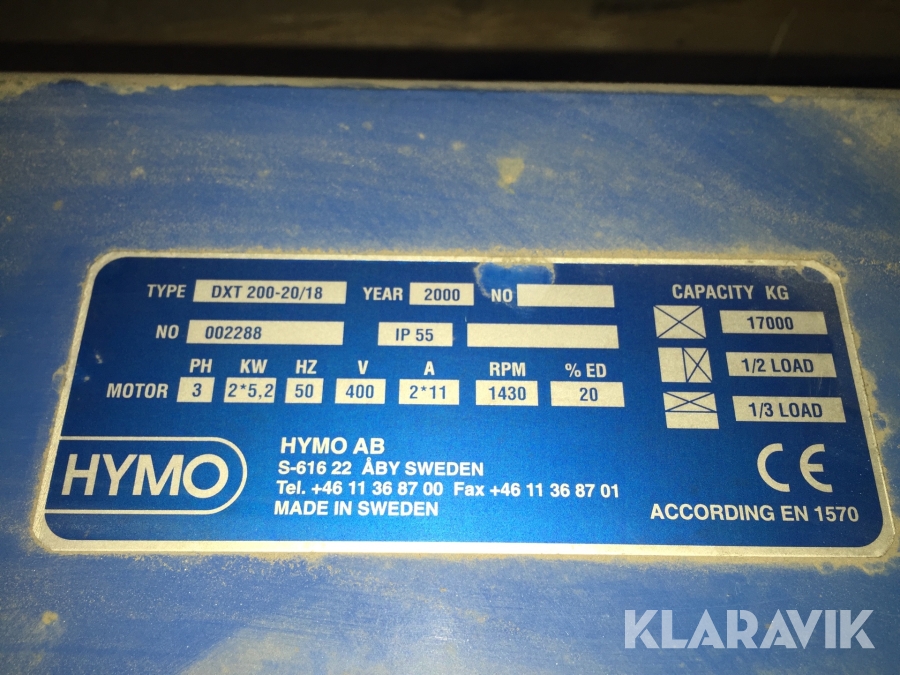 TYPE DXT 200-20/18 YEAR 2000 NO
CAPACITY KG
17000
NO 002288 IP 55
1/2 LOAD
PH KW HZ V A RPM % ED
MOTOR 3 2*5,2 50 400 2*11 1430 20
1/3 LOAD
HYMO
HYMO AB
S-616 22 ÅBY SWEDEN
Tel. +46 11 36 87 00 Fax +46 11 36 87 01
MADE IN SWEDEN
CE
ACCORDING EN 1570
KLARAVIK